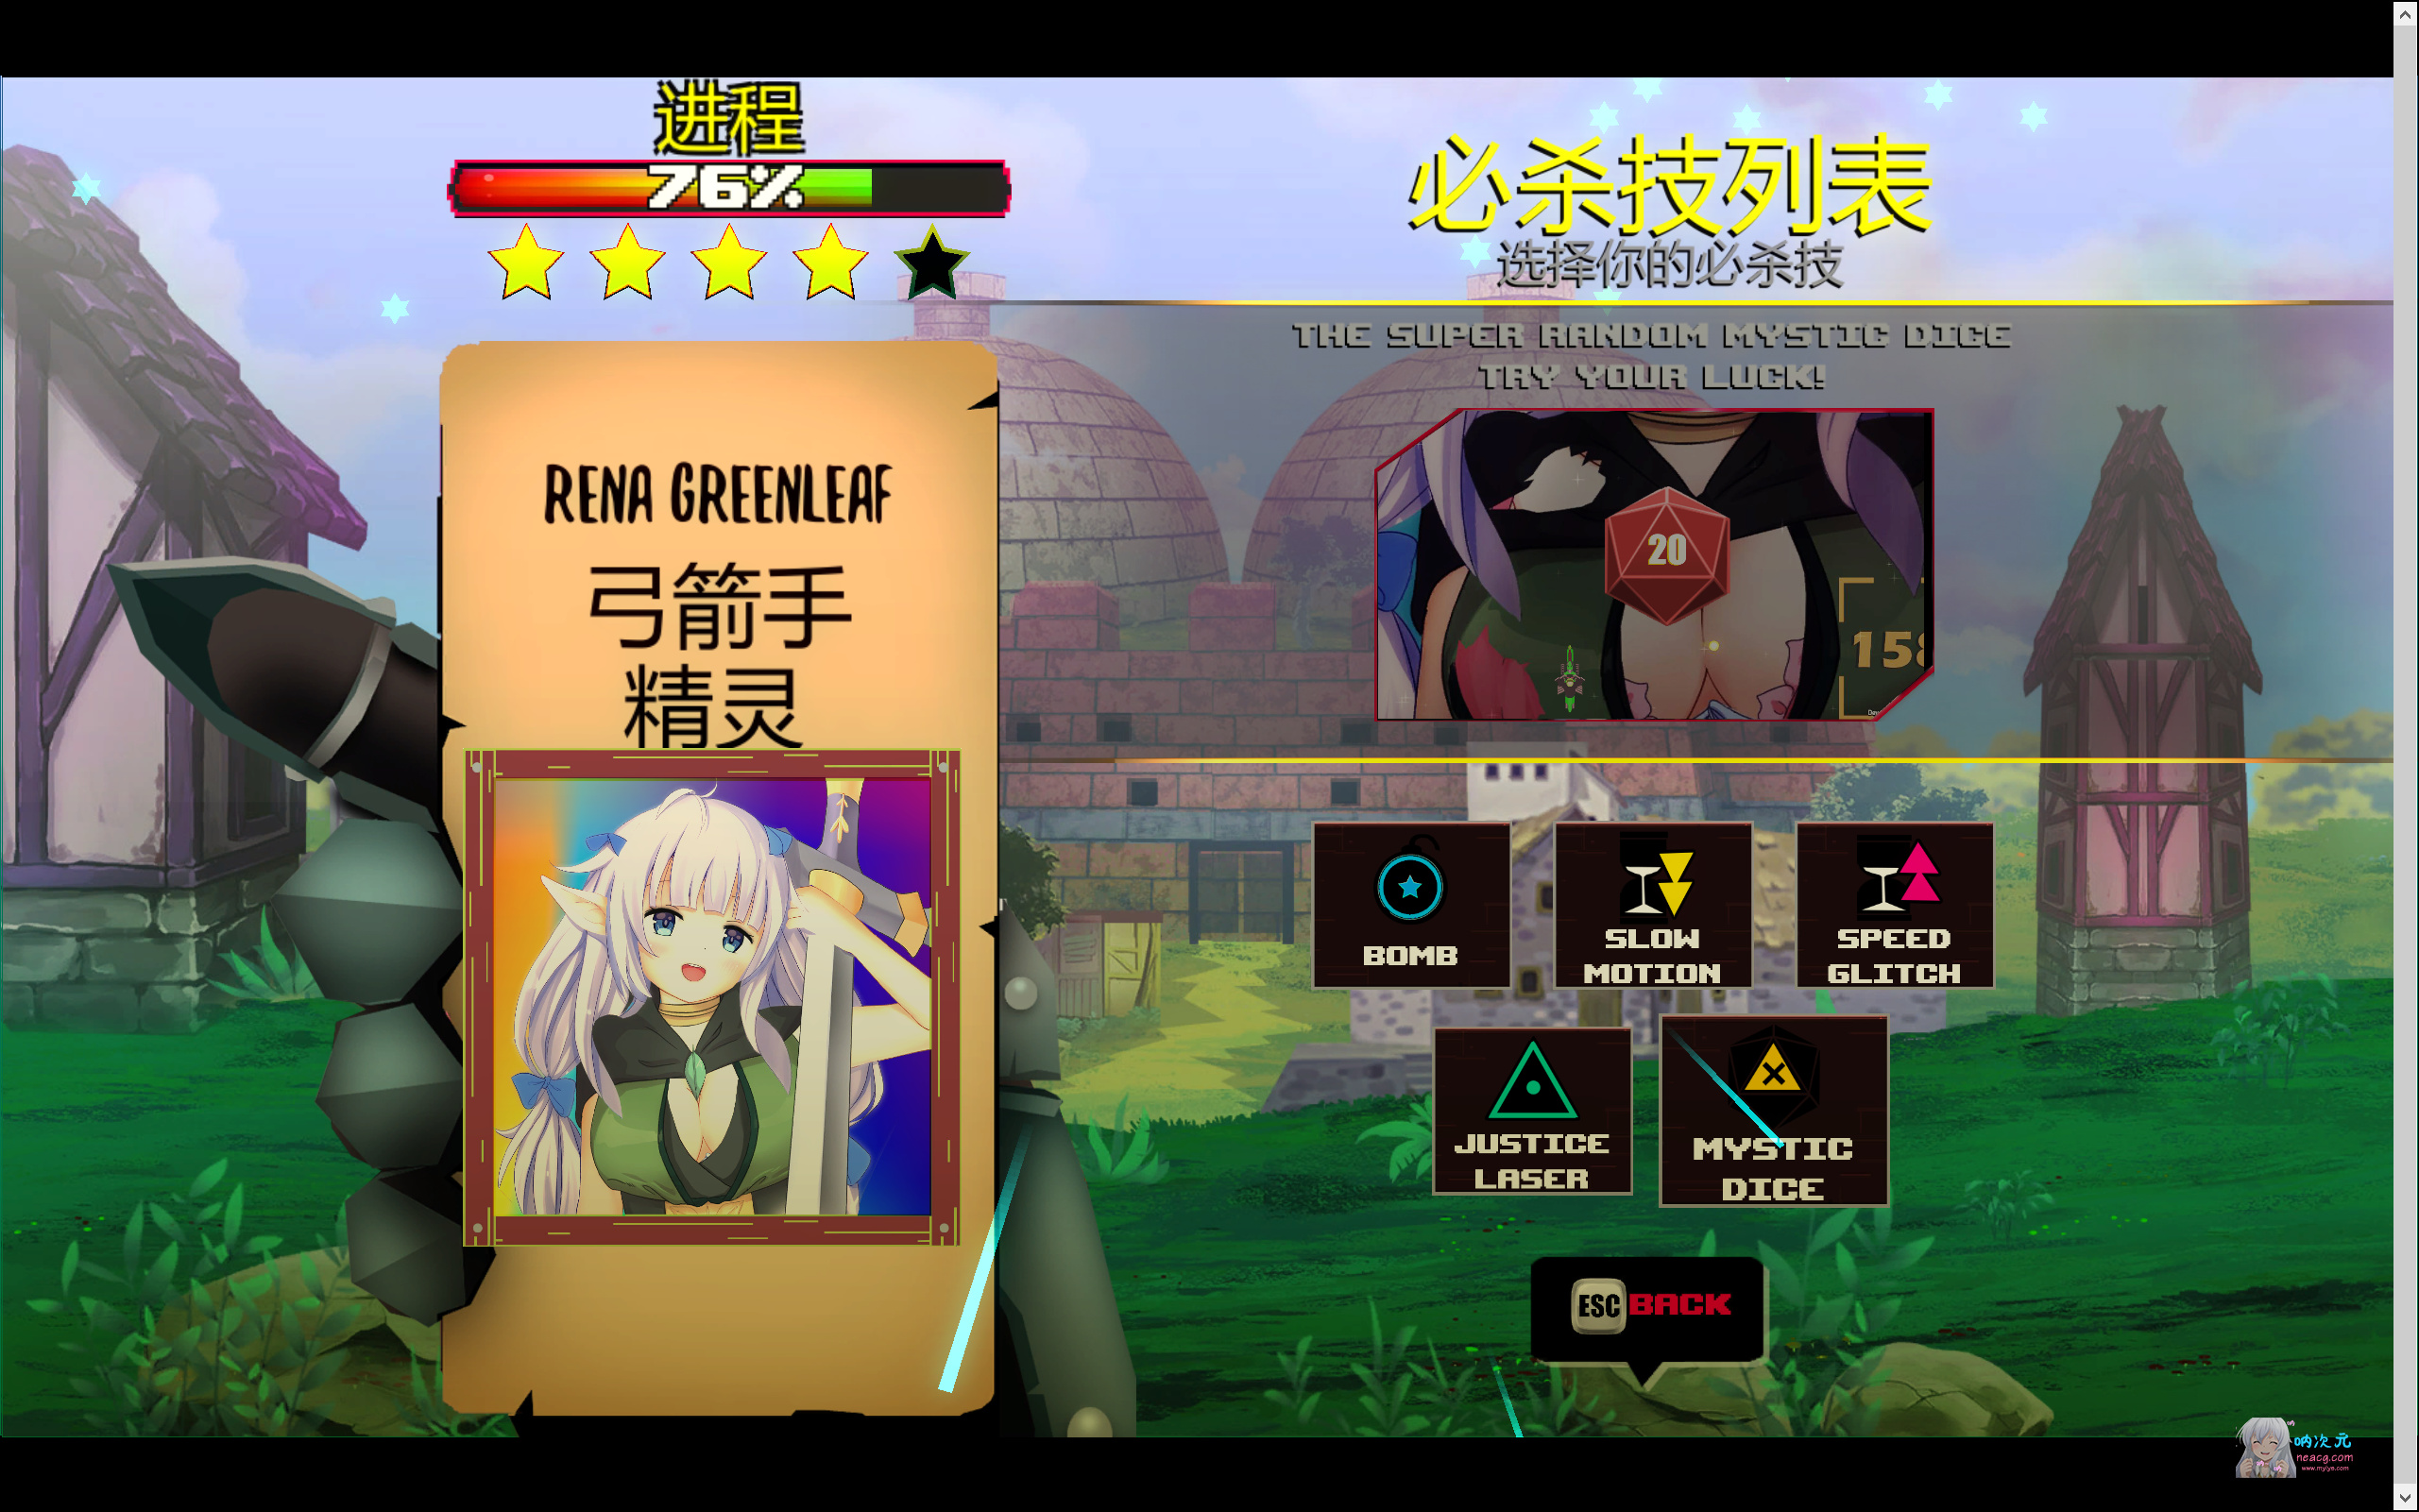 进程
76%
RENA GREENLEAF
弓箭手
精灵
必杀技列表
选择你的必杀技
THE SUPER RANDOM MYSTIC DICE
TRY YOUR LUCK!
20
158
BOMB
SLOW
MOTION
SPEED
GLITCH
JUSTICE
LASER
MYSTIC
DICE
ESC BACK
呐次元
neacg.com